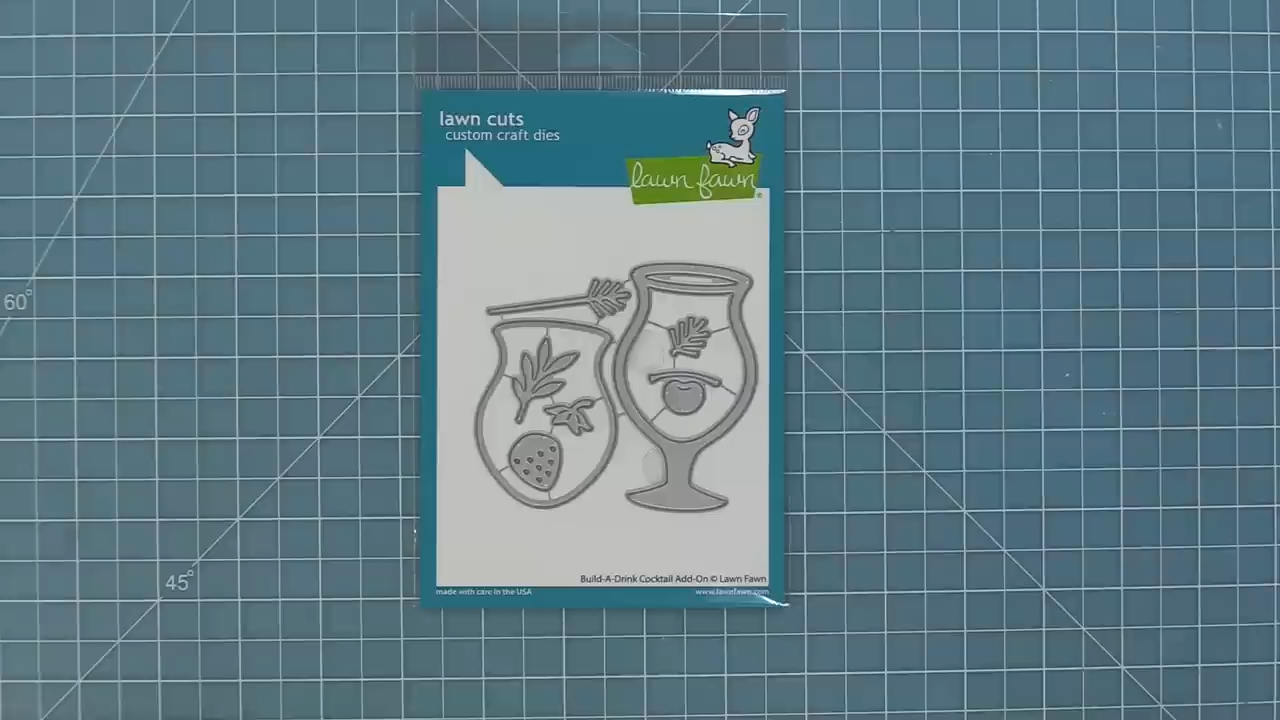 lawn cuts
custom craft dies
lawn fawn
60°
45°
Build-A-Drink Cocktail Add-On © Lawn Fawn
made with care in the USA
www.lawnfawn.com